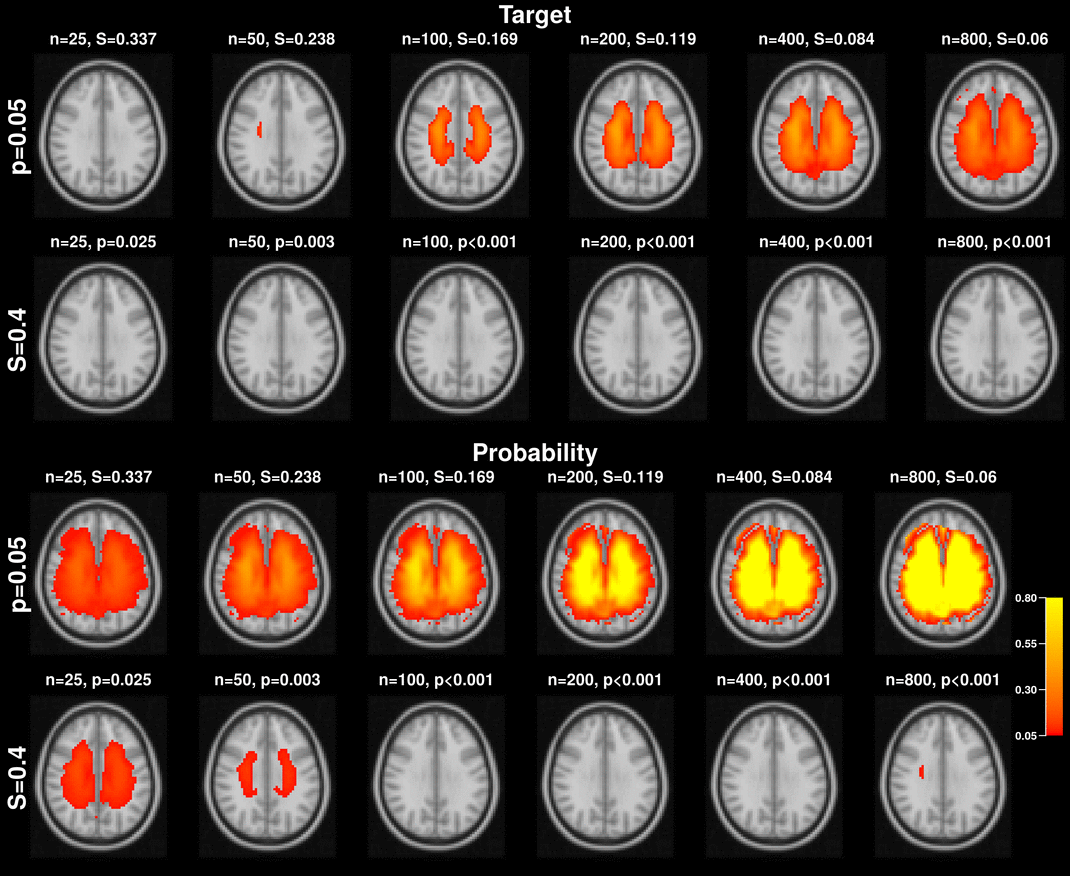 Target
n=25, S=0.337 n=50, S=0.238 n=100, S=0.169 n=200, S=0.119 n=400, S=0.084 n=800, S=0.06
p=0.05
n=25, p=0.025 n=50, p=0.003 n=100, p<0.001 n=200, p<0.001 n=400, p<0.001 n=800, p<0.001
S=0.4
Probability
n=25, S=0.337 n=50, S=0.238 n=100, S=0.169 n=200, S=0.119 n=400, S=0.084 n=800, S=0.06
p=0.05
0.80
0.55
n=25, p=0.025 n=50, p=0.003 n=100, p<0.001 n=200, p<0.001 n=400, p<0.001 n=800, p<0.001
0.30
0.05
S=0.4